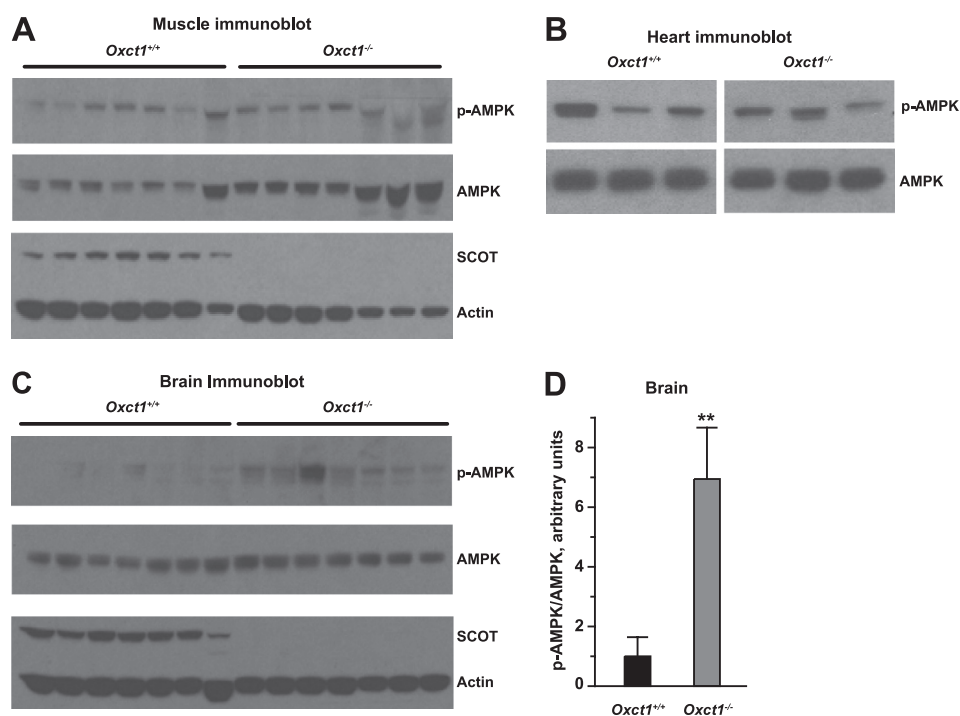 A
Muscle immunoblot
Oxct1+/+ Oxct1-/-
p-AMPK
AMPK
SCOT
Actin
B
Heart immunoblot
Oxct1+/+ Oxct1-/-
p-AMPK
AMPK
C
Brain Immunoblot
Oxct1+/+ Oxct1-/-
p-AMPK
AMPK
SCOT
Actin
D
Brain
p-AMPK/AMPK, arbitrary units
8
6
4
2
0
**
Oxct1+/+ Oxct1-/-